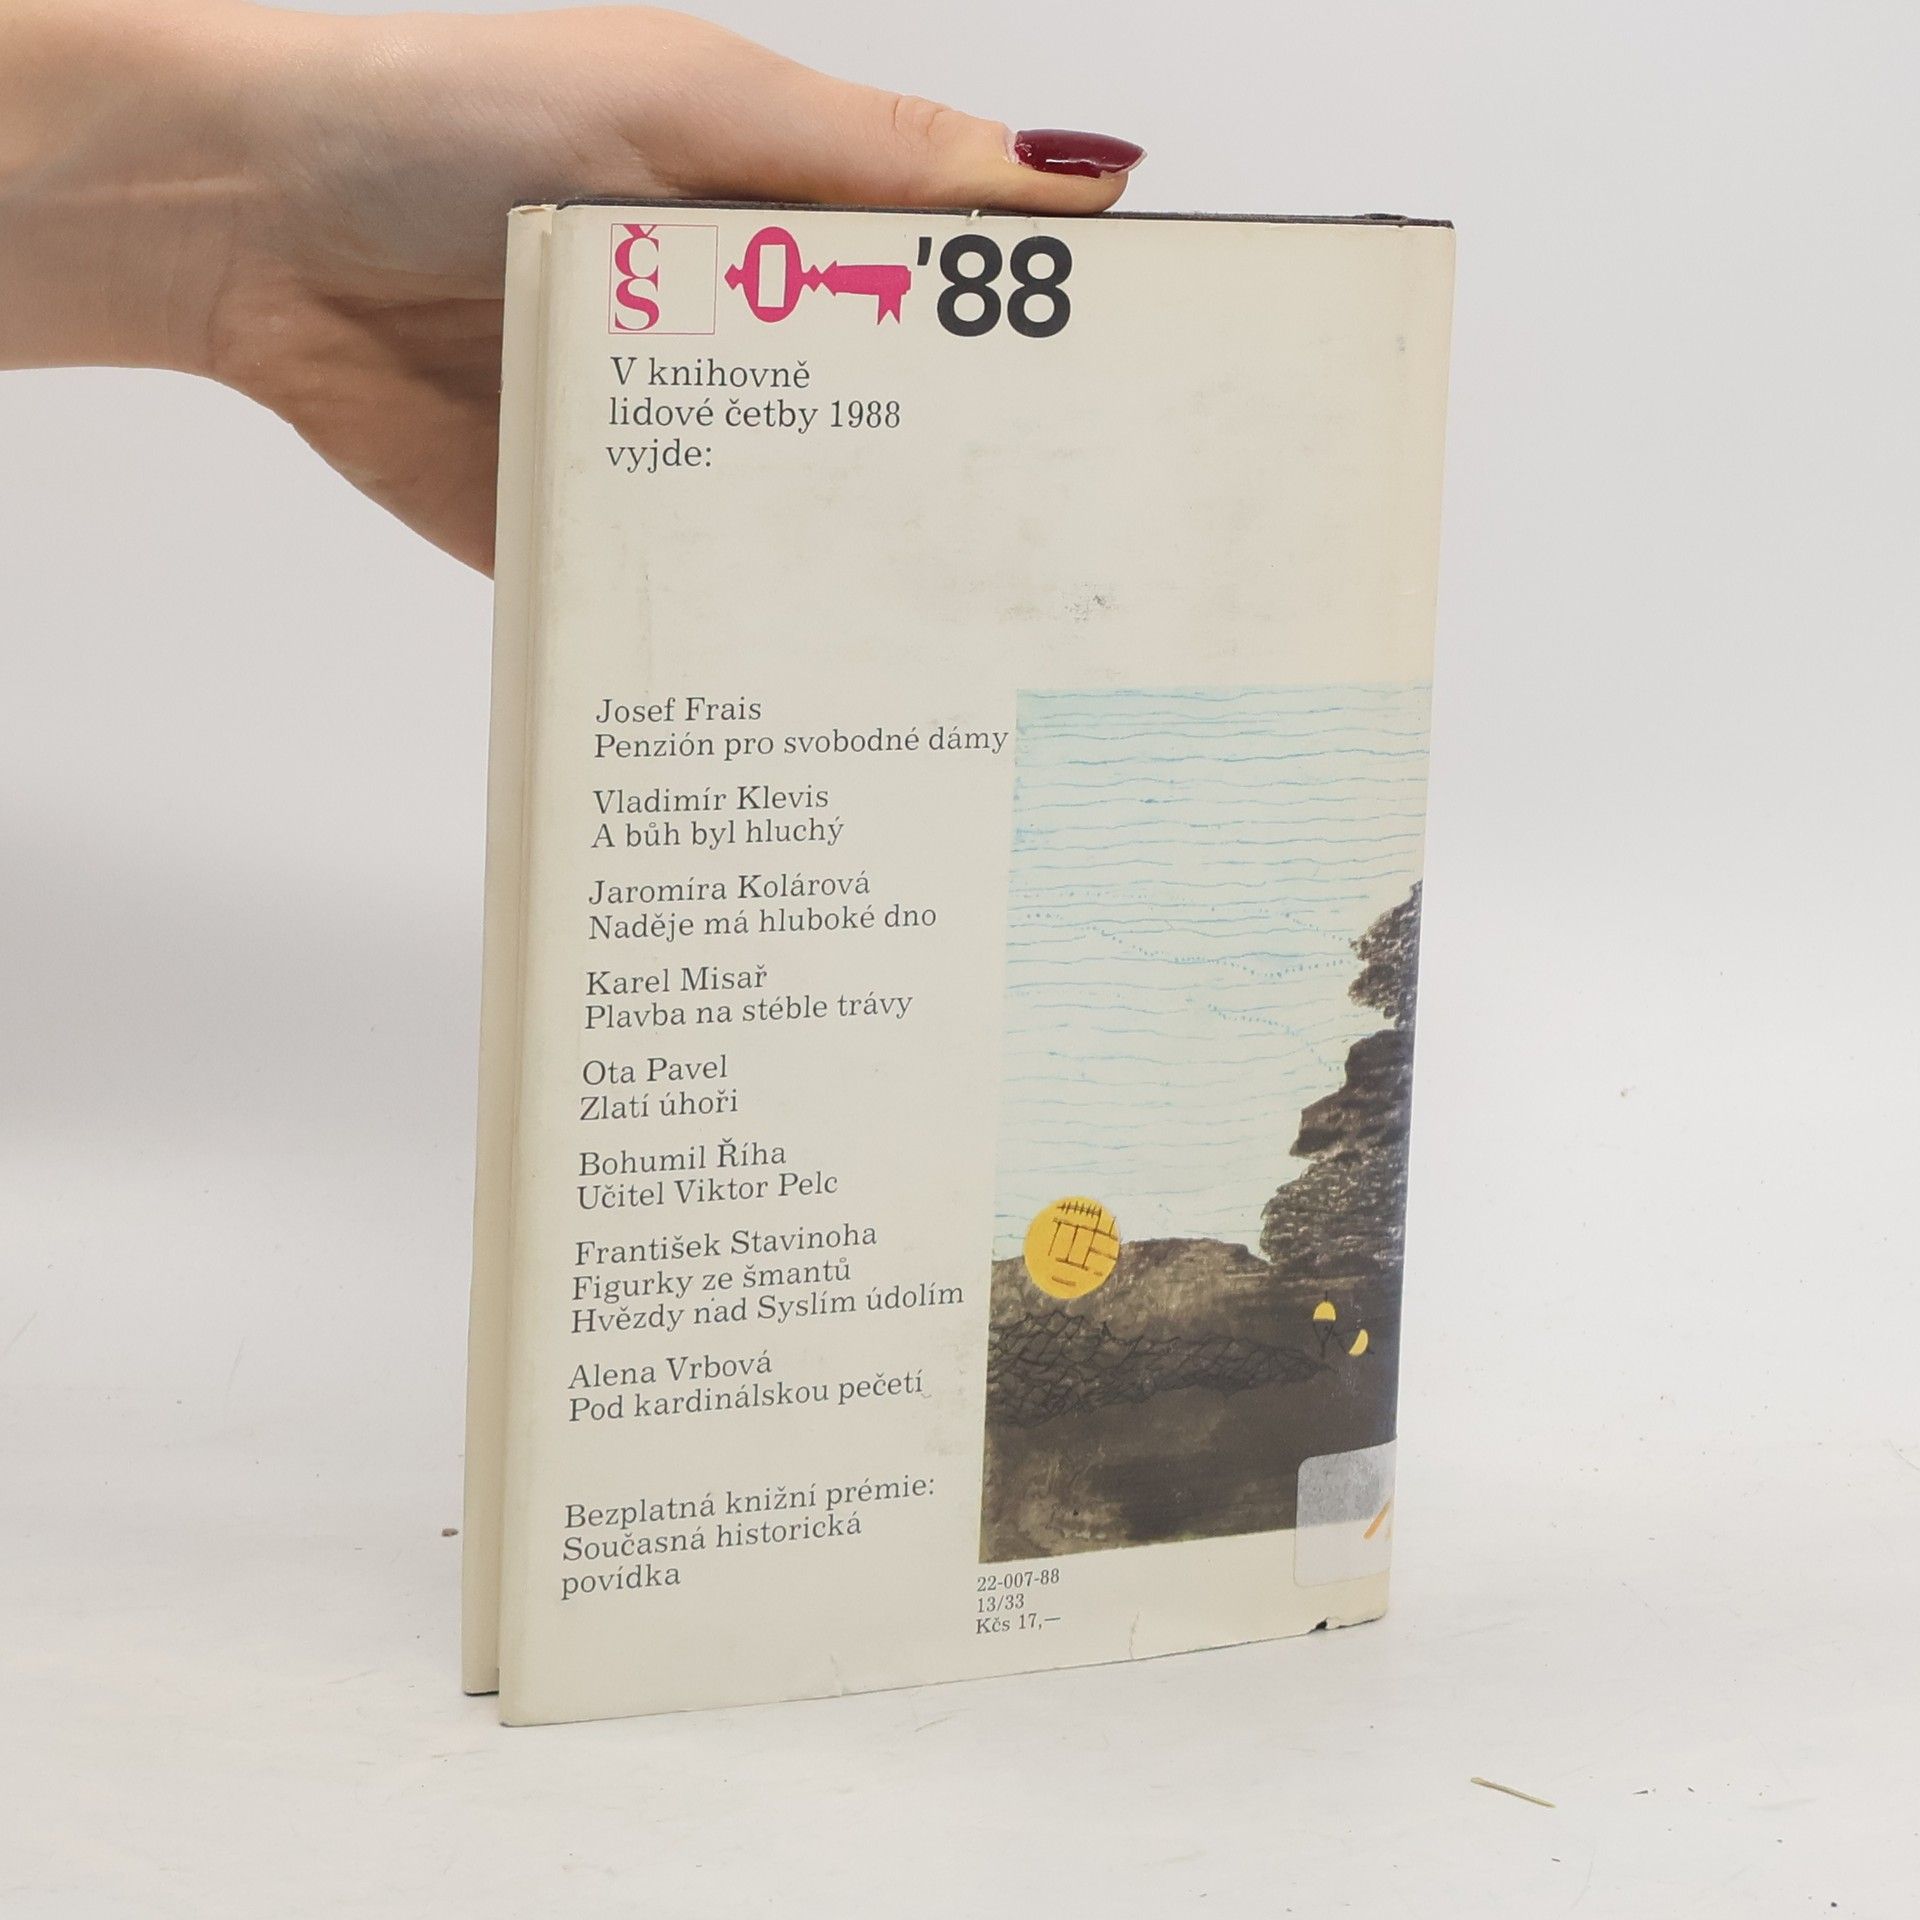 Č
S
'88
V knihovně
lidové četby 1988
vyjde:
Josef Frais
Penzión pro svobodné dámy
Vladimír Klevis
A bůh byl hluchý
Jaromíra Kolárová
Naděje má hluboké dno
Karel Misař
Plavba na stéble trávy
Ota Pavel
Zlatí úhoři
Bohumil Říha
Učitel Viktor Pelc
František Stavinoha
Figurky ze šmantů
Hvězdy nad Syslím údolím
Alena Vrbová
Pod kardinálskou pečetí
Bezplatná knižní prémie:
Současná historická
povídka
22-007-88
13/33
Kčs 17,—